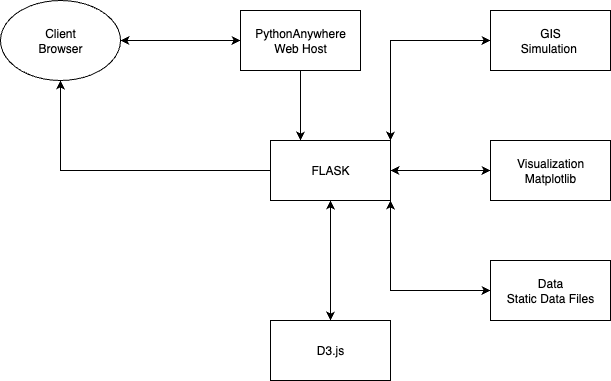 Client
Browser
PythonAnywhere
Web Host
GIS
Simulation
FLASK
Visualization
Matplotlib
Data
Static Data Files
D3.js